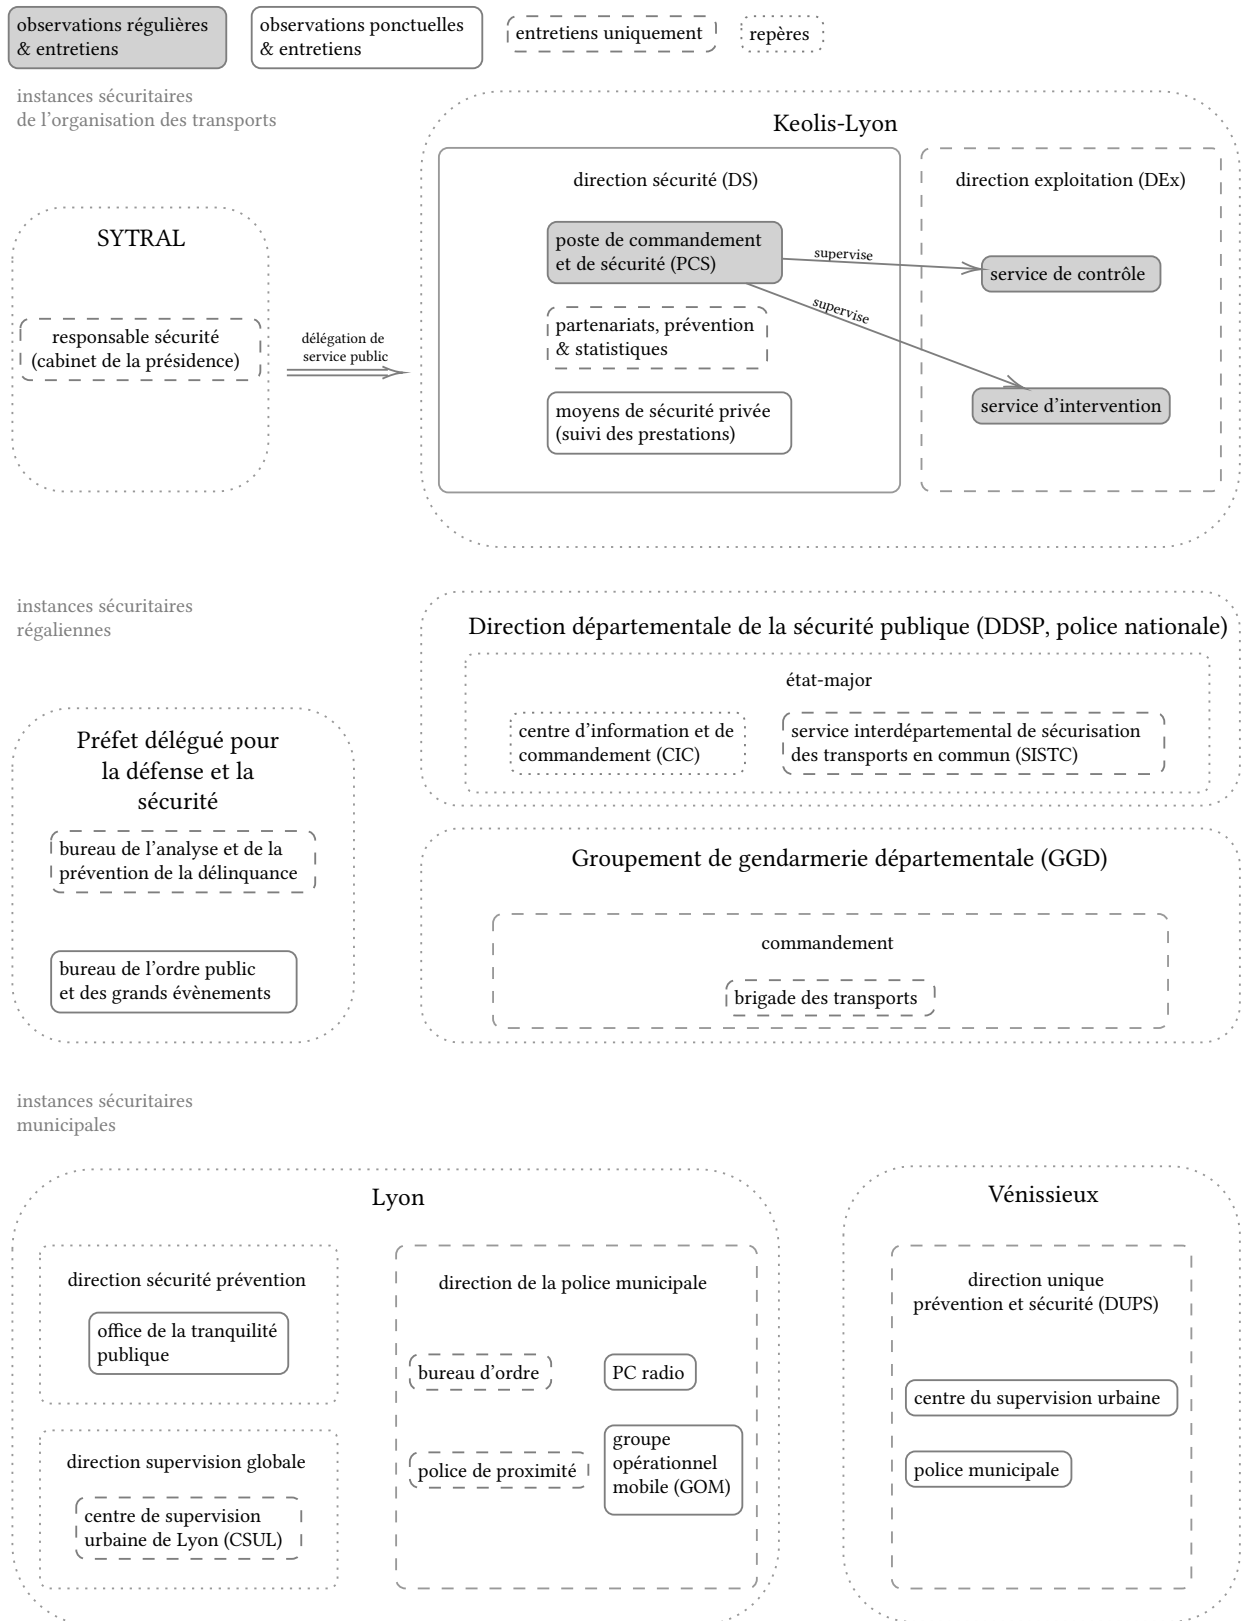 observations régulières
& entretiens
observations ponctuelles
& entretiens
entretiens uniquement
repères
instances sécuritaires
de l'organisation des transports
Keolis-Lyon
direction sécurité (DS)
direction exploitation (DEx)
SYTRAL
poste de commandement
et de sécurité (PCS)
supervise
service de contrôle
supervise
responsable sécurité
(cabinet de la présidence)
délégation de
service public
partenariats, prévention
& statistiques
moyens de sécurité privée
(suivi des prestations)
service d'intervention
instances sécuritaires
régaliennes
Direction départementale de la sécurité publique (DDSP, police nationale)
état-major
centre d'information et de
commandement (CIC)
service interdépartemental de sécurisation
des transports en commun (SISTC)
Préfet délégué pour
la défense et la
sécurité
bureau de l'analyse et de la
prévention de la délinquance
bureau de l'ordre public
et des grands évènements
Groupement de gendarmerie départementale (GGD)
commandement
brigade des transports
instances sécuritaires
municipales
Lyon
direction sécurité prévention
office de la tranquilité
publique
direction supervision globale
centre de supervision
urbaine de Lyon (CSUL)
direction de la police municipale
bureau d'ordre
PC radio
police de proximité
groupe
opérationnel
mobile (GOM)
Vénissieux
direction unique
prévention et sécurité (DUPS)
centre du supervision urbaine
police municipale